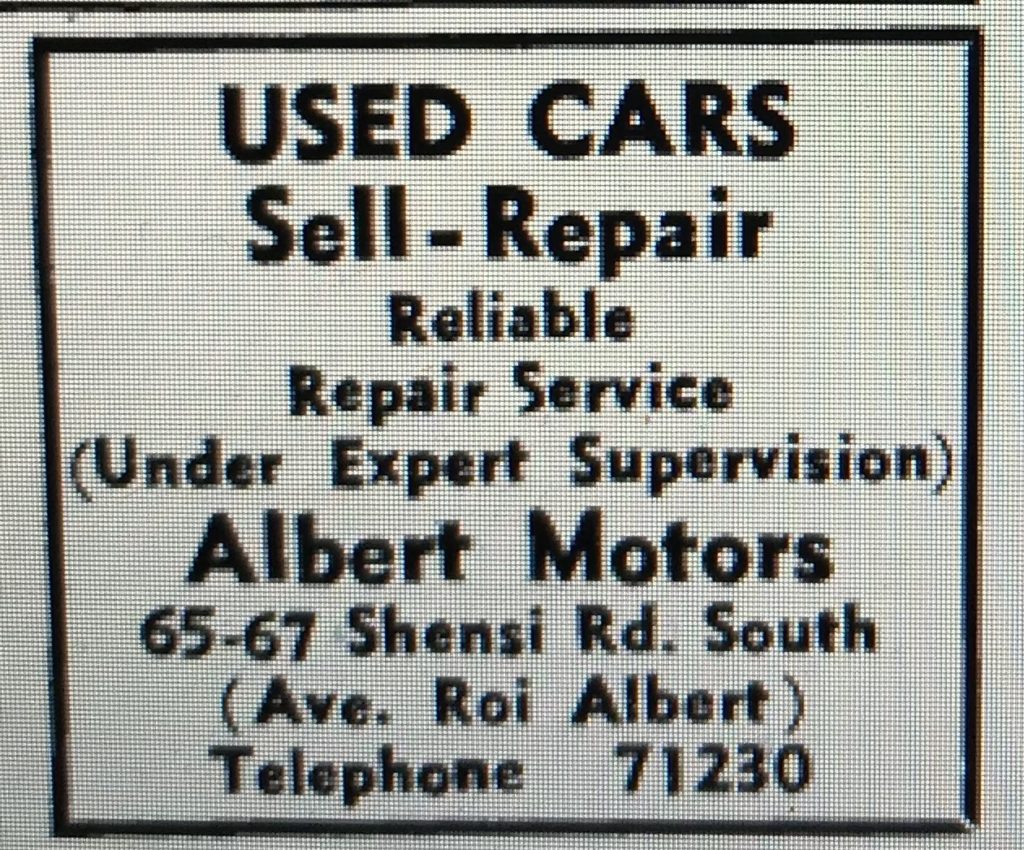 USED CARS
Sell - Repair
Reliable
Repair Service
(Under Expert Supervision)
Albert Motors
65-67 Shensi Rd. South
(Ave. Roi Albert)
Telephone 71230